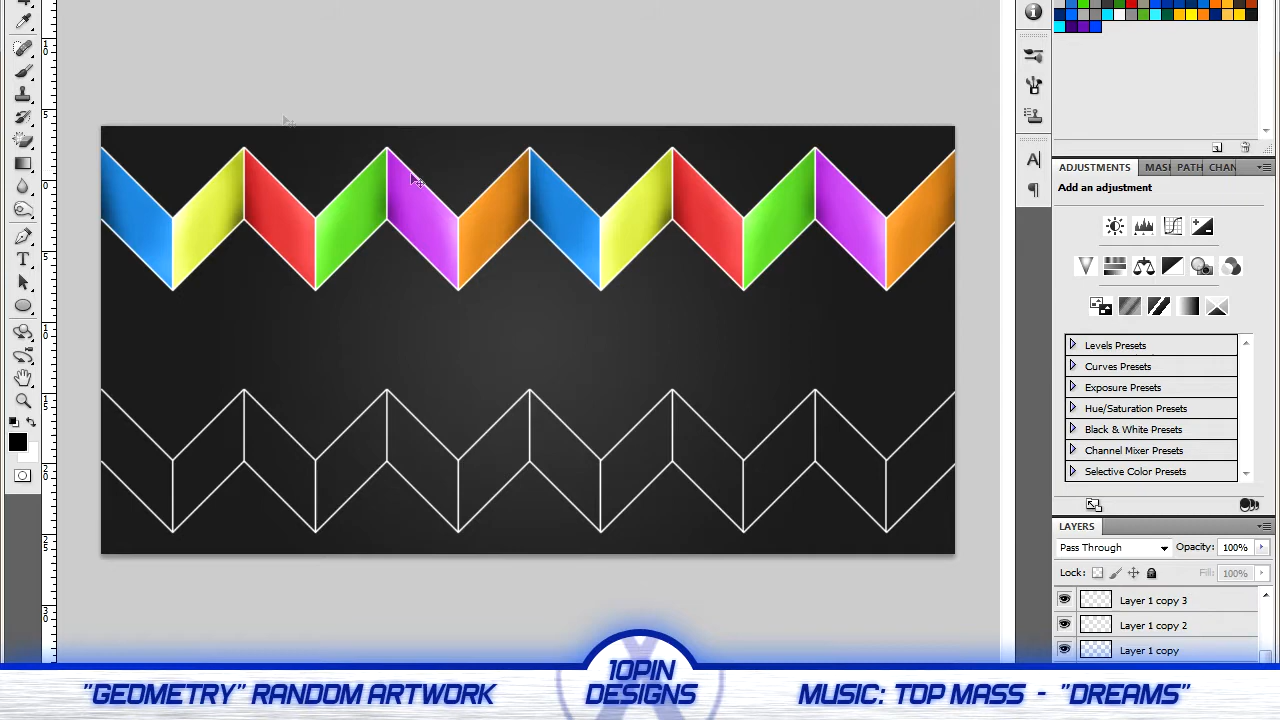 ADJUSTMENTS MASK PATH CHAN
Add an adjustment
Levels Presets
Curves Presets
Exposure Presets
Hue/Saturation Presets
Black & White Presets
Channel Mixer Presets
Selective Color Presets
LAYERS
Pass Through Opacity: 100%
Lock: Fill: 100%
Layer 1 copy 3
Layer 1 copy 2
Layer 1 copy
"GEOMETRY" RANDOM ARTWORK
10PIN
DESIGNS
MUSIC: TOP MASS - "DREAMS"